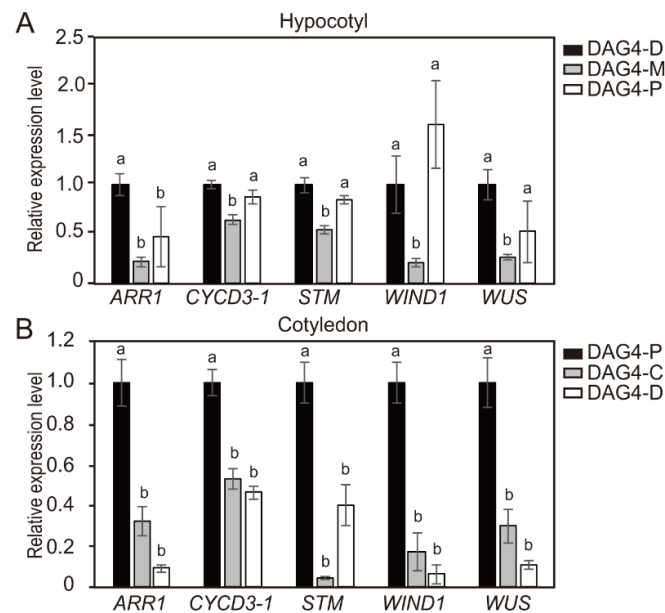 A
Hypocotyl
Relative expression level
2.5
2.0
1.5
1.0
0.5
0
a
b
b
a
b
a
a
b
a
a
b
a
a
b
a
ARR1 CYCD3-1 STM WIND1 WUS
DAG4-D
DAG4-M
DAG4-P
B
Cotyledon
Relative expression level
1.2
1.0
0.8
0.6
0.4
0.2
0
a
b
b
a
b
b
a
b
b
a
b
b
a
b
b
ARR1 CYCD3-1 STM WIND1 WUS
DAG4-P
DAG4-C
DAG4-D